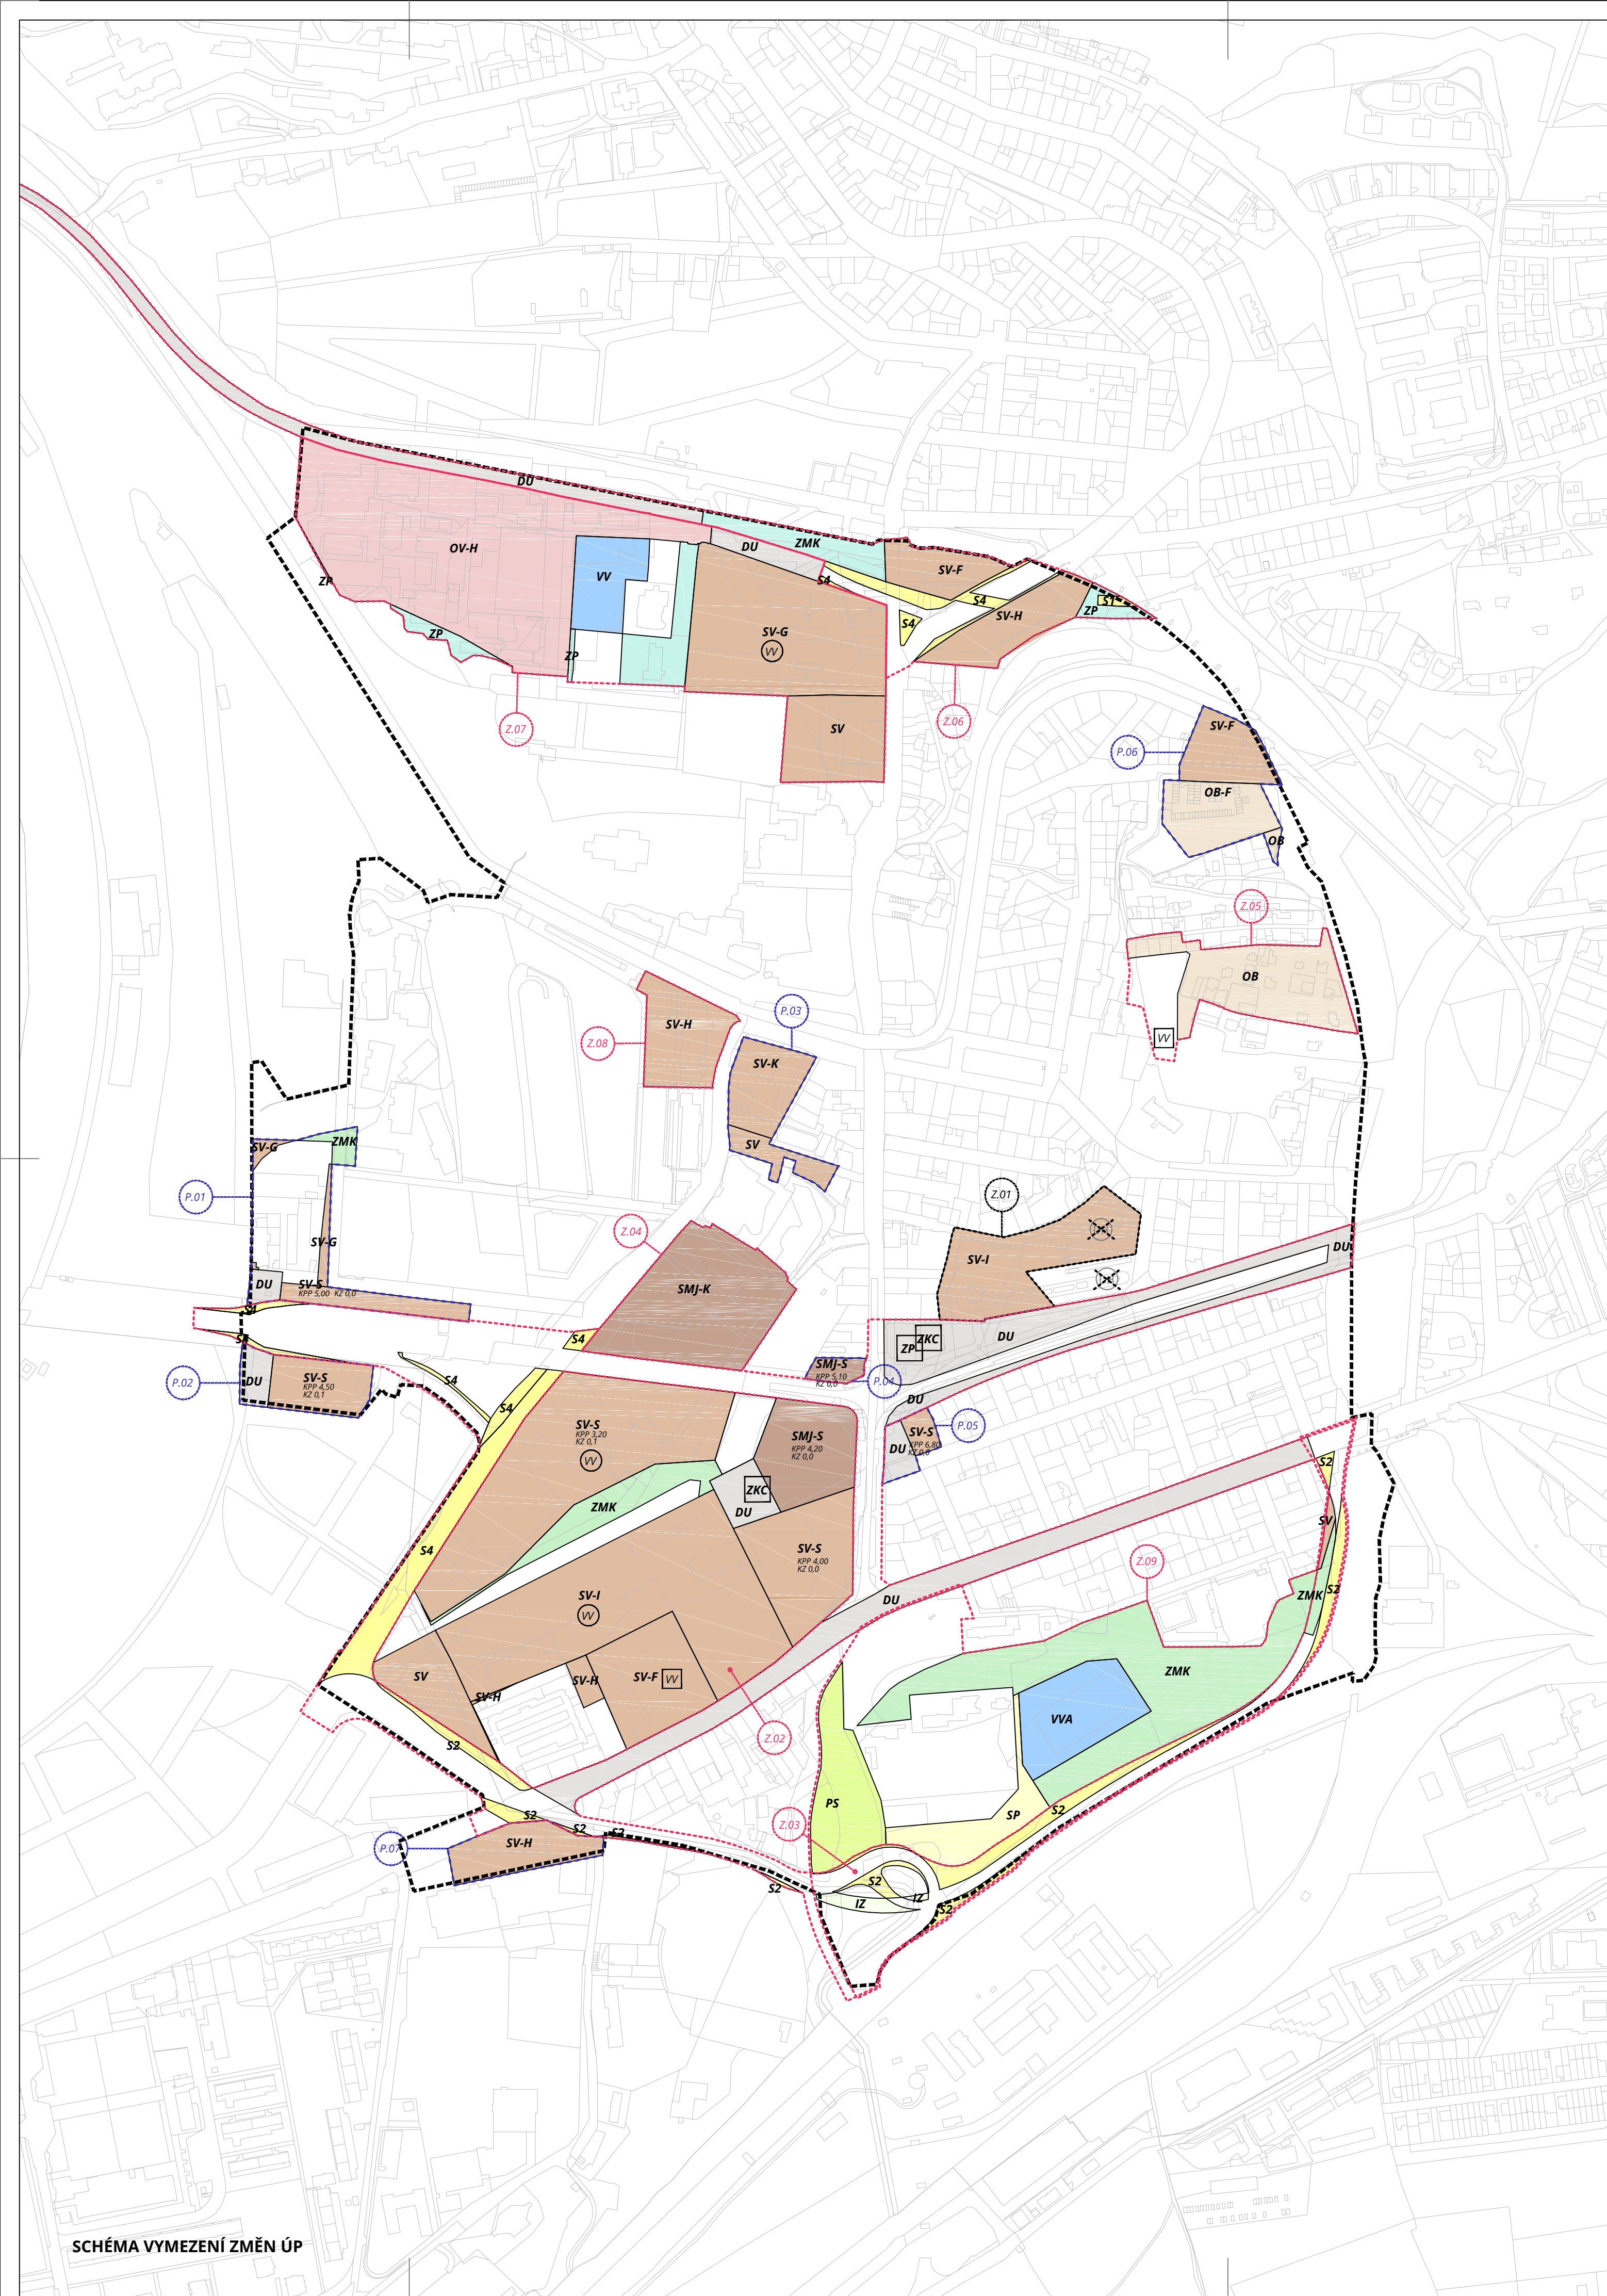 DU
OV-H
ZP
ZP
VV
ZP
DU
ZMK
S4
SV-G
VV
SV
SV-F
S4
S4
SV-H
ZP
S1
Z.07
Z.06
P.06
SV-F
OB-F
OB
Z.05
OB
VV
Z.08
SV-H
P.03
SV-K
SV
SV-G
ZMK
P.01
SV-G
DU
SV-S
KPP 5,00 KZ 0,0
S4
S4
P.02
DU
SV-S
KPP 4,50
KZ 0,1
S4
Z.04
SMJ-K
S4
Z.01
SV-I
DU
ZP
ZKC
DU
SMJ-S
KPP 5,10
KZ 0,0
P.04
DU
P.05
SV-S
KPP 6,80
KZ 0,0
DU
S4
SV-S
KPP 3,20
KZ 0,1
VV
SMJ-S
KPP 4,20
KZ 0,0
ZKC
DU
ZMK
S4
SV-S
KPP 4,00
KZ 0,0
SV-I
VV
DU
Z.09
S2
SV
S2
ZMK
SV
SV-H
SV-H
SV-F
VV
ZMK
VVA
Z.02
S2
PS
SP
S2
Z.03
S2
S2
S2
SV-H
P.07
S2
S2
IZ
IZ
S2
SCHÉMA VYMEZENÍ ZMĚN ÚP